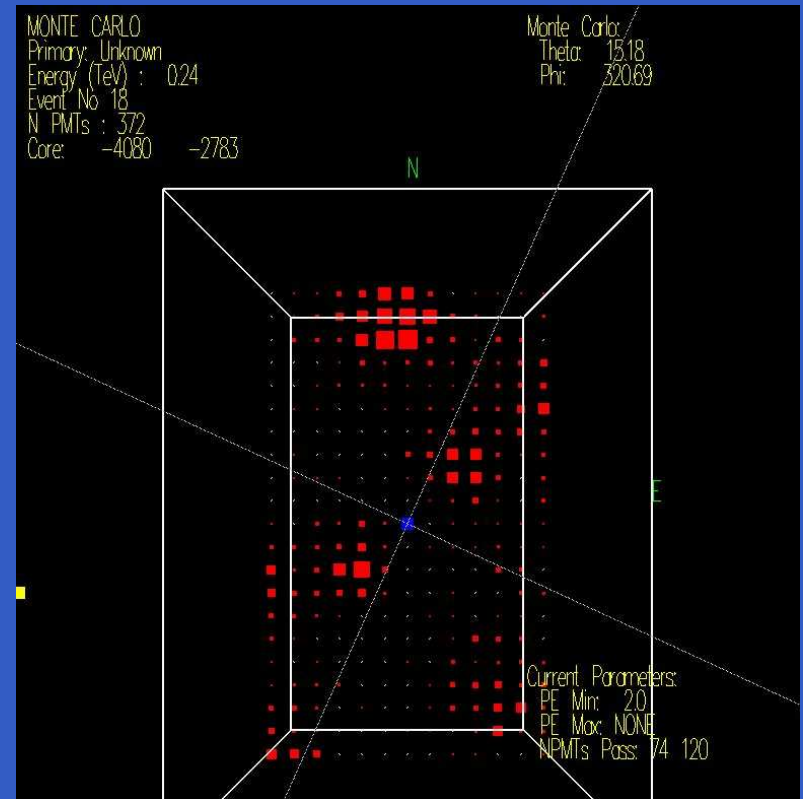 MONTE CARLO
Primary: Unknown
Energy (TeV) : 0.24
Event No 18
N PMTs : 372
Core: -4080 -2783
Monte Carlo:
Theta: 15.18
Phi: 320.69
N
E
Current Parameters:
PE Min: 2.0
PE Max: NONE
NPMTs Pass: 74 120